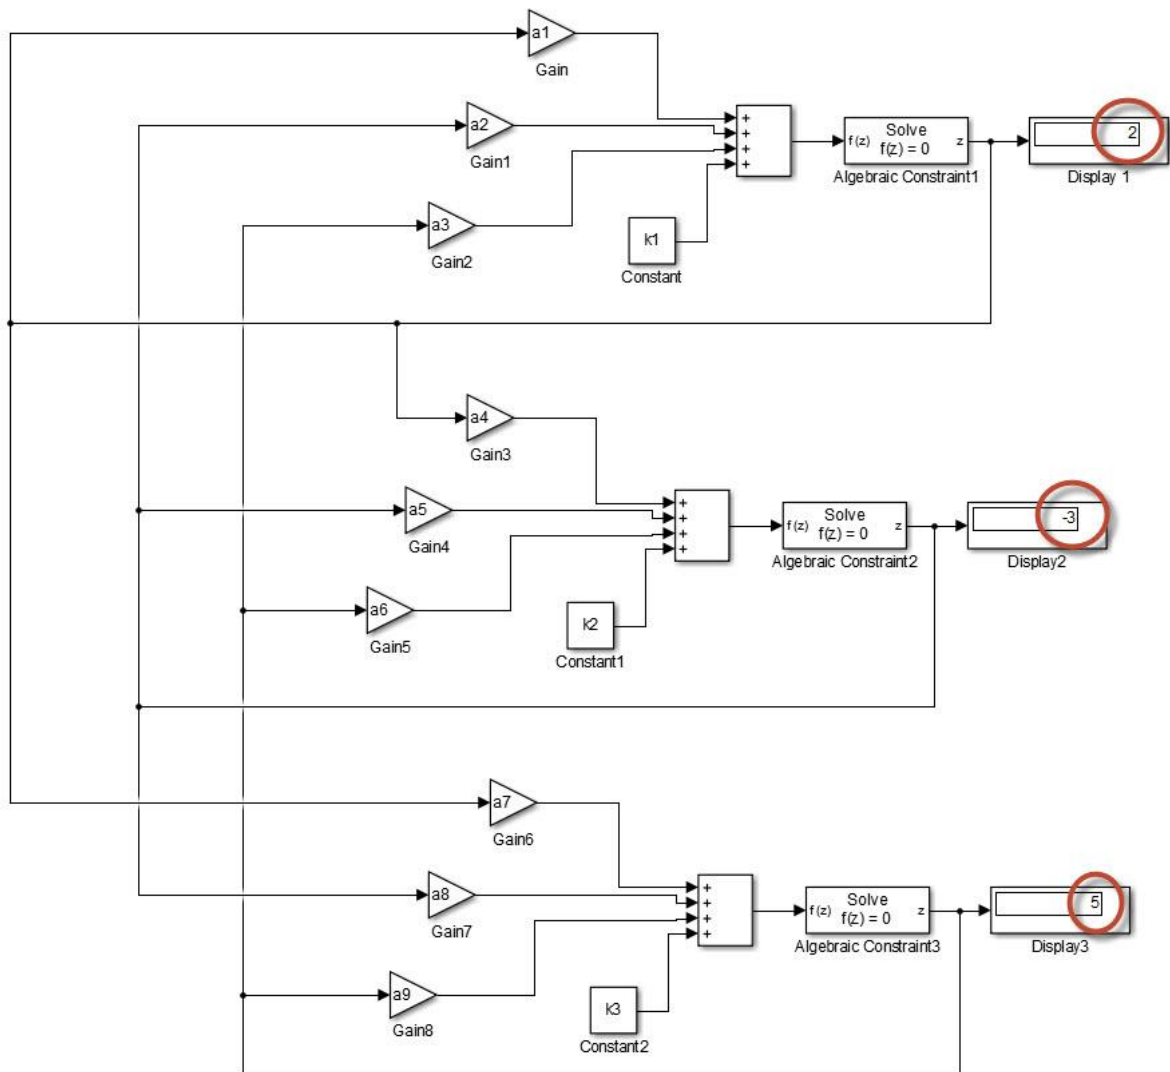 a1
Gain
a2
Gain1
a3
Gain2
+
+
+
+
k1
Constant
f(z) Solve z
f(z) = 0
Algebraic Constraint1
2
Display 1
a4
Gain3
a5
Gain4
a6
Gain5
+
+
+
+
k2
Constant1
f(z) Solve z
f(z) = 0
Algebraic Constraint2
-3
Display2
a7
Gain6
a8
Gain7
a9
Gain8
+
+
+
+
k3
Constant2
f(z) Solve z
f(z) = 0
Algebraic Constraint3
5
Display3